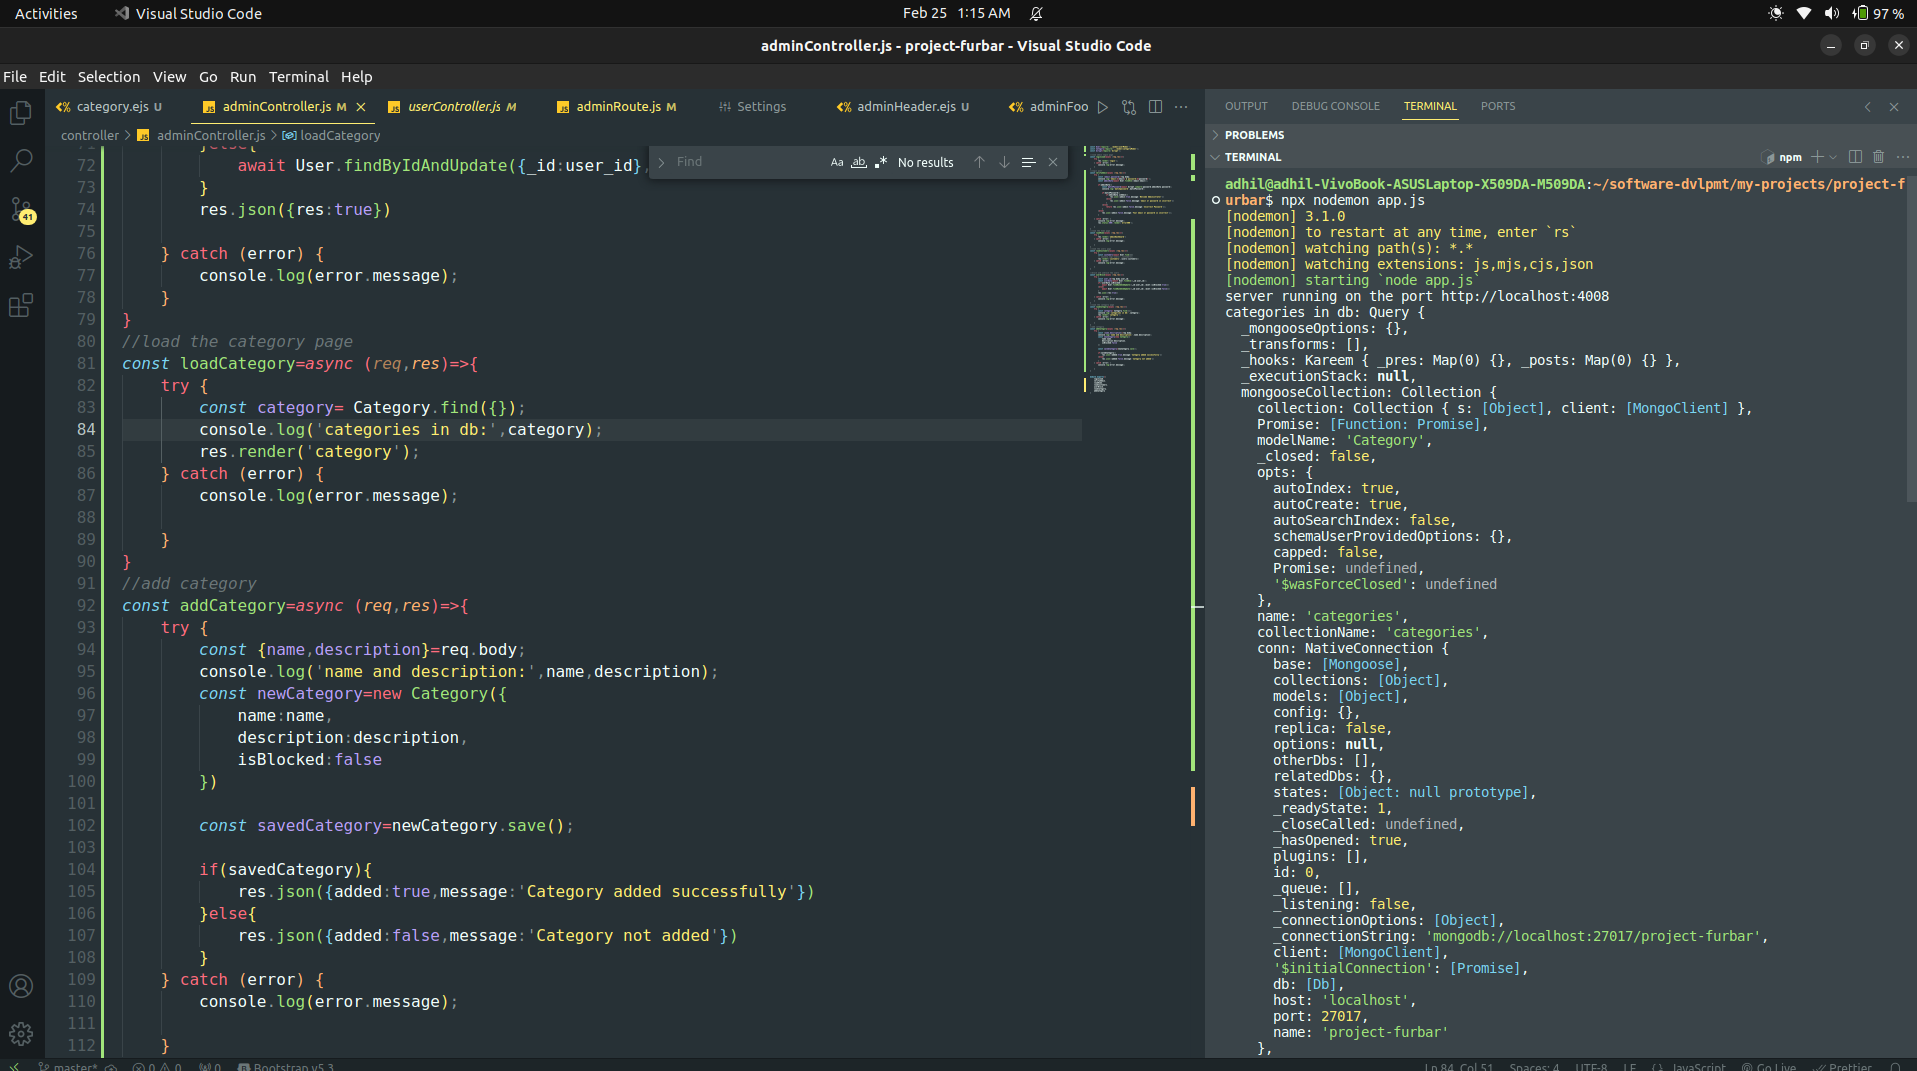 Activities Visual Studio Code Feb 25 1:15 AM 97 %
adminController.js - project-furbar - Visual Studio Code
File Edit Selection View Go Run Terminal Help
category.ejs U adminController.js M userController.js M adminRoute.js M Settings adminHeader.ejs U adminFoo
controller > adminController.js > loadCategory
Find Aa ab .* No results
71 }else{
72 await User.findByIdAndUpdate({_id:user_id},
73 }
74 res.json({res:true})
75
76 } catch (error) {
77 console.log(error.message);
78 }
79 }
80 //load the category page
81 const loadCategory=async (req,res)=>{
82 try {
83 const category= Category.find({});
84 console.log('categories in db:',category);
85 res.render('category');
86 } catch (error) {
87 console.log(error.message);
88
89 }
90 }
91 //add category
92 const addCategory=async (req,res)=>{
93 try {
94 const {name,description}=req.body;
95 console.log('name and description:',name,description);
96 const newCategory=new Category({
97 name:name,
98 description:description,
99 isBlocked:false
100 })
101
102 const savedCategory=newCategory.save();
103
104 if(savedCategory){
105 res.json({added:true,message:'Category added successfully'})
106 }else{
107 res.json({added:false,message:'Category not added'})
108 }
109 } catch (error) {
110 console.log(error.message);
111
112 }
41
OUTPUT DEBUG CONSOLE TERMINAL PORTS
PROBLEMS
TERMINAL npm
adhil@adhil-VivoBook-ASUSLaptop-X509DA-M509DA:~/software-dvlpmt/my-projects/project-f
urbar$ npx nodemon app.js
[nodemon] 3.1.0
[nodemon] to restart at any time, enter `rs`
[nodemon] watching path(s): *.*
[nodemon] watching extensions: js,mjs,cjs,json
[nodemon] starting `node app.js`
server running on the port http://localhost:4008
categories in db: Query {
_mongooseOptions: {},
_transforms: [],
_hooks: Kareem { _pres: Map(0) {}, _posts: Map(0) {} },
_executionStack: null,
mongooseCollection: Collection {
collection: Collection { s: [Object], client: [MongoClient] },
Promise: [Function: Promise],
modelName: 'Category',
_closed: false,
opts: {
autoIndex: true,
autoCreate: true,
autoSearchIndex: false,
schemaUserProvidedOptions: {},
capped: false,
Promise: undefined,
'$wasForceClosed': undefined
},
name: 'categories',
collectionName: 'categories',
conn: NativeConnection {
base: [Mongoose],
collections: [Object],
models: [Object],
config: {},
replica: false,
options: null,
otherDbs: [],
relatedDbs: {},
states: [Object: null prototype],
_readyState: 1,
_closeCalled: undefined,
_hasOpened: true,
plugins: [],
id: 0,
_queue: [],
_listening: false,
_connectionOptions: [Object],
_connectionString: 'mongodb://localhost:27017/project-furbar',
client: [MongoClient],
'$initialConnection': [Promise],
db: [Db],
host: 'localhost',
port: 27017,
name: 'project-furbar'
},
master* 0 0 0 Bootstrap v5.3 Ln 84, Col 51 Spaces: 4 UTF-8 LF {} JavaScript Go Live Prettier